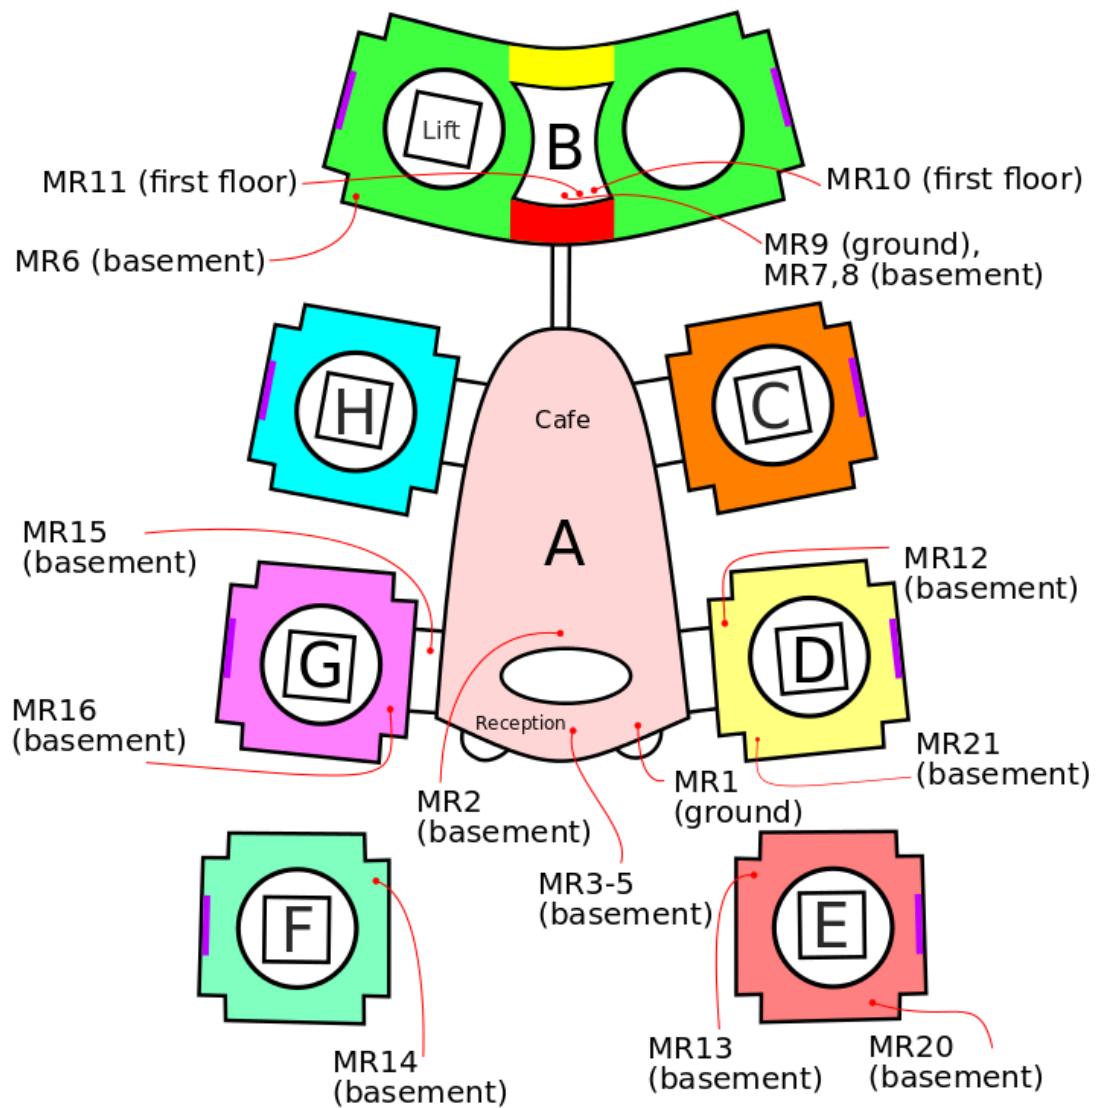 Lift
B
MR11 (first floor)
MR10 (first floor)
MR6 (basement)
MR9 (ground),
MR7,8 (basement)
H
C
Cafe
A
MR15
(basement)
MR12
(basement)
G
D
MR16
(basement)
Reception
MR21
(basement)
MR2
(basement)
MR1
(ground)
MR3-5
(basement)
F
E
MR14
(basement)
MR13
(basement)
MR20
(basement)